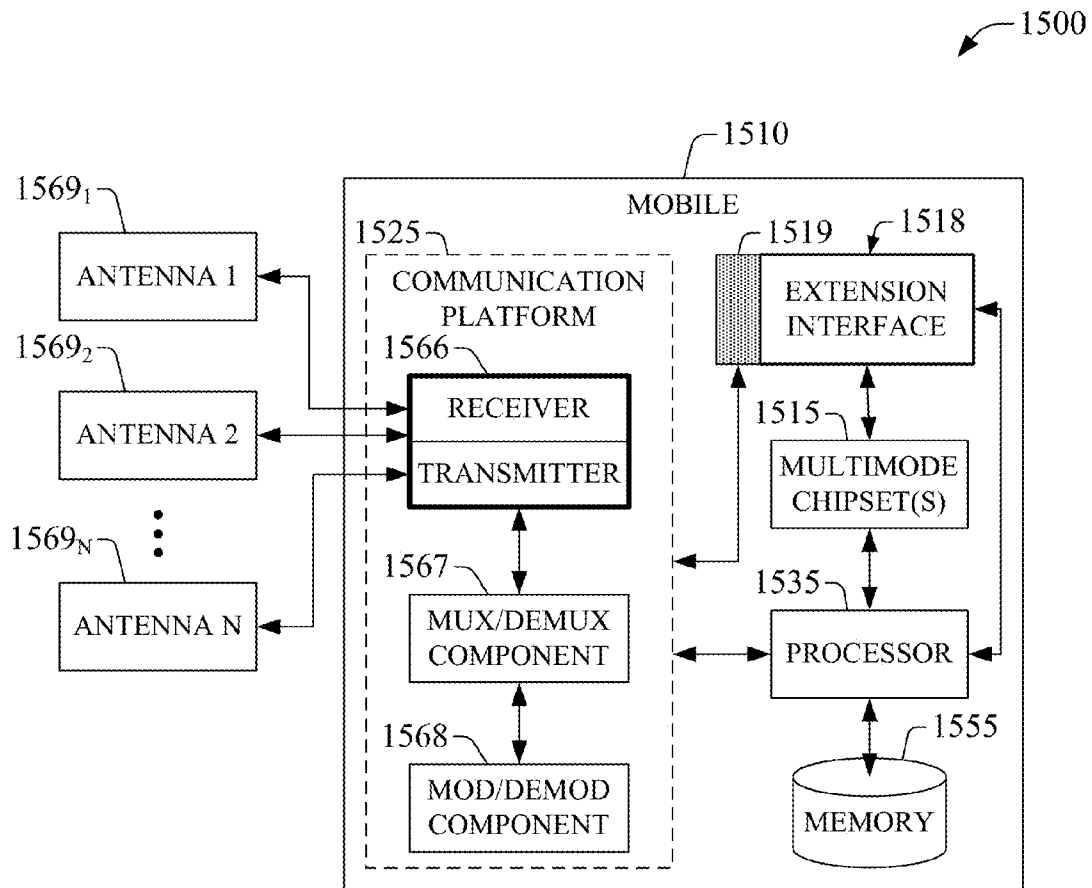 1500
1510
MOBILE
1569₁
ANTENNA 1
1569₂
ANTENNA 2
1569N
ANTENNA N
1525
COMMUNICATION
PLATFORM
1566
RECEIVER
TRANSMITTER
1567
MUX/DEMUX
COMPONENT
1568
MOD/DEMOD
COMPONENT
1519
1518
EXTENSION
INTERFACE
1515
MULTIMODE
CHIPSET(S)
1535
PROCESSOR
1555
MEMORY